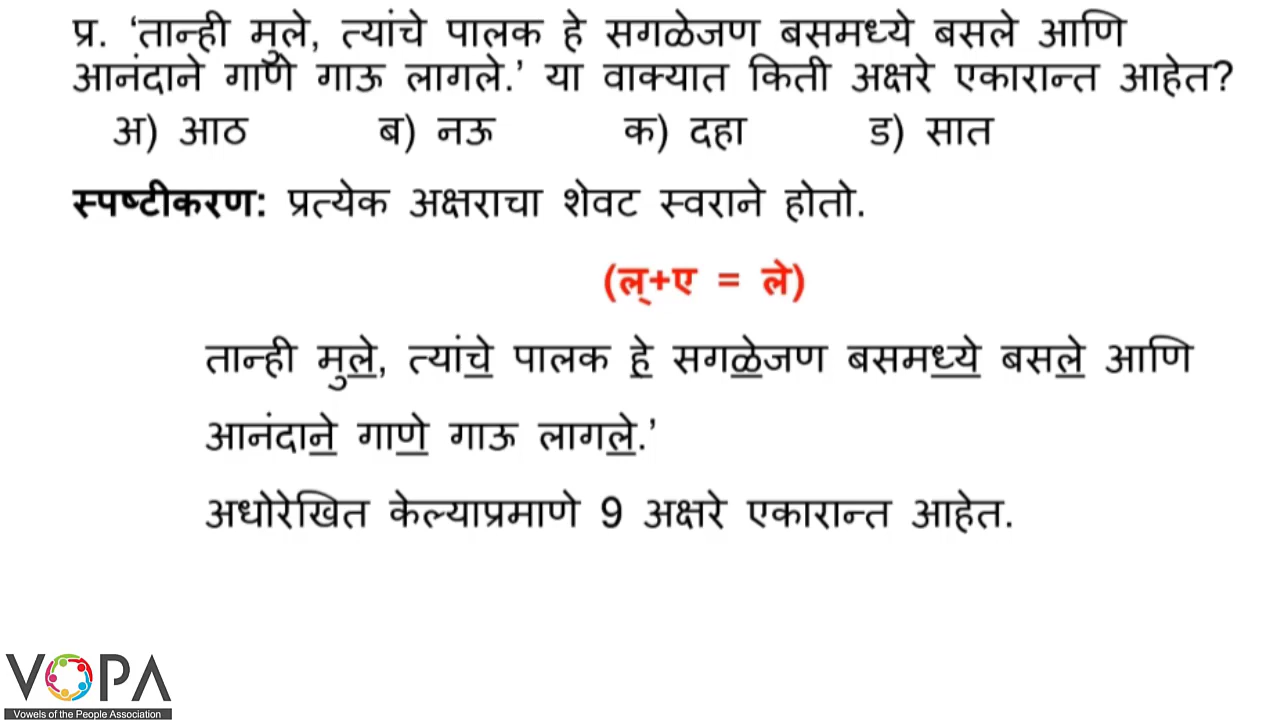 प्र. ‘तान्ही मुले, त्यांचे पालक हे सगळेजण बसमध्ये बसले आणि
आनंदाने गाणे गाऊ लागले.’ या वाक्यात किती अक्षरे एकारान्त आहेत?
अ) आठ ब) नऊ क) दहा ड) सात
स्पष्टीकरण: प्रत्येक अक्षराचा शेवट स्वराने होतो.
(ल्+ए = ले)
तान्ही मुले, त्यांचे पालक हे सगळेजण बसमध्ये बसले आणि
आनंदाने गाणे गाऊ लागले.’
अधोरेखित केल्याप्रमाणे 9 अक्षरे एकारान्त आहेत.
VOPA
Vowels of the People Association